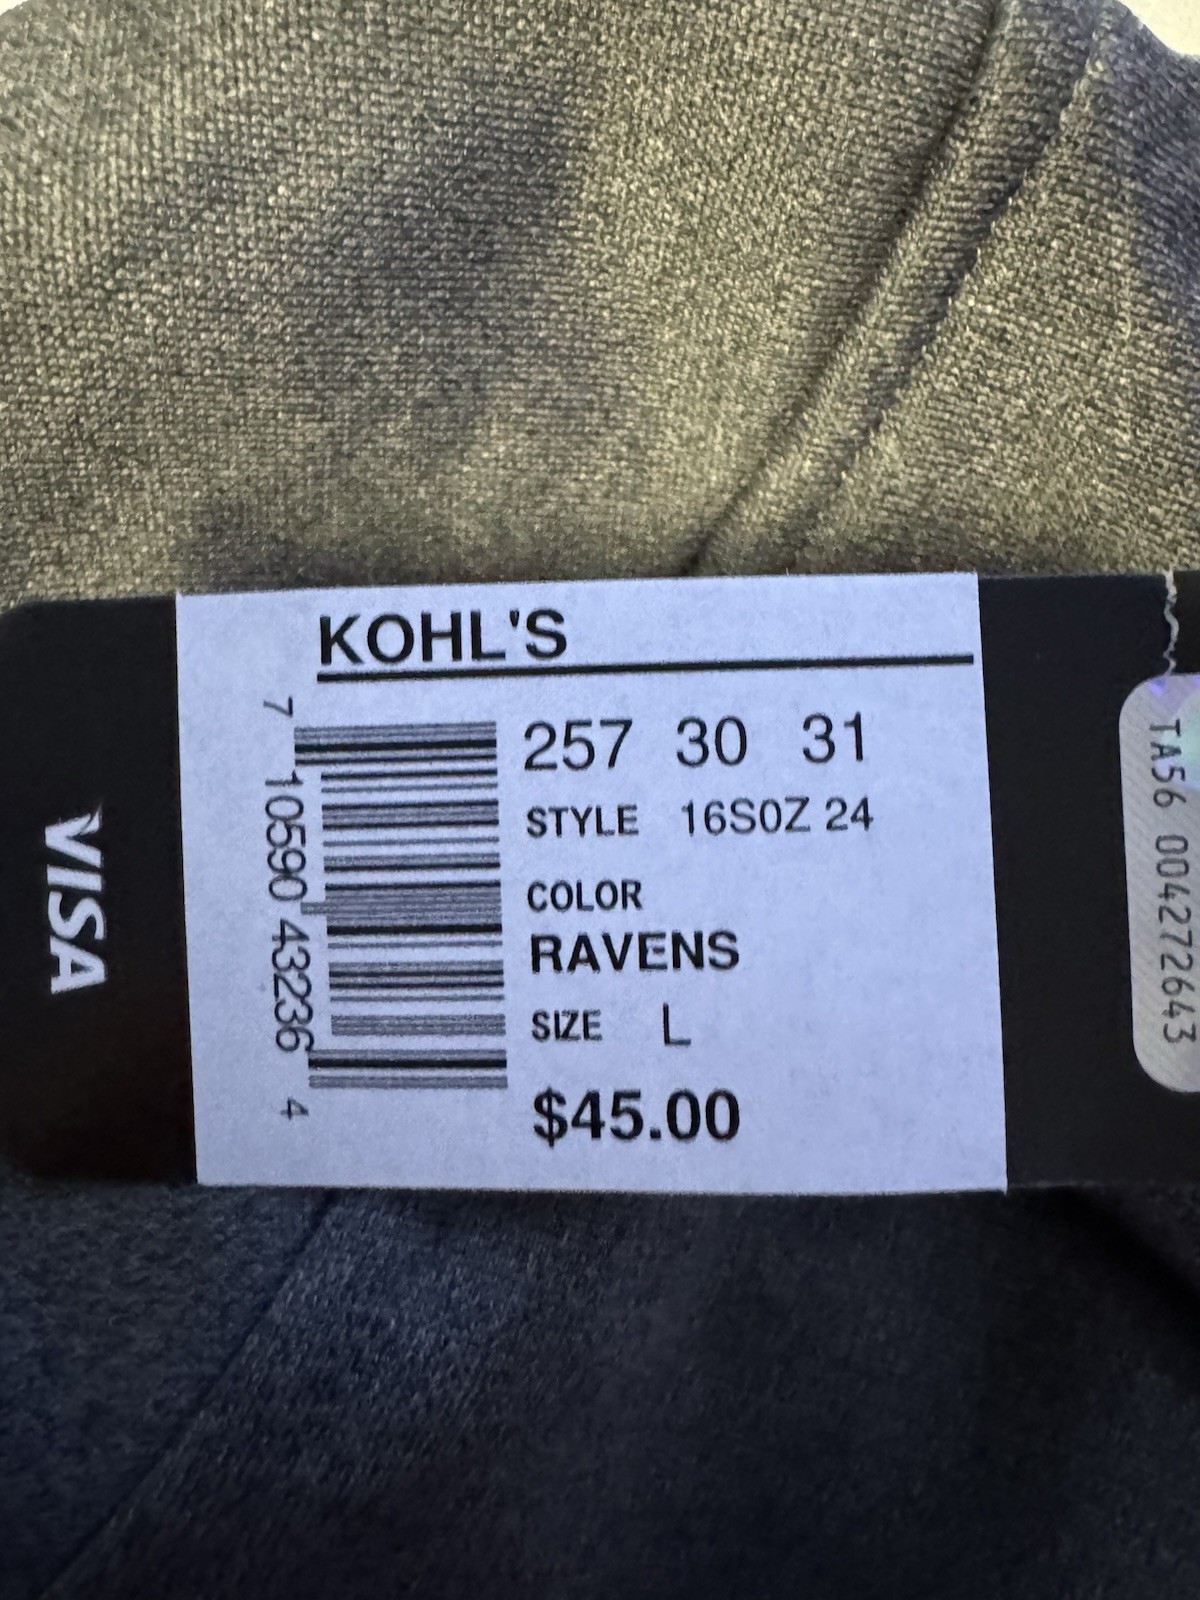 KOHL'S
257 30 31
STYLE 16S0Z 24
COLOR
RAVENS
SIZE L
$45.00
7 10590 43236 4
VISA
TA56 004272643